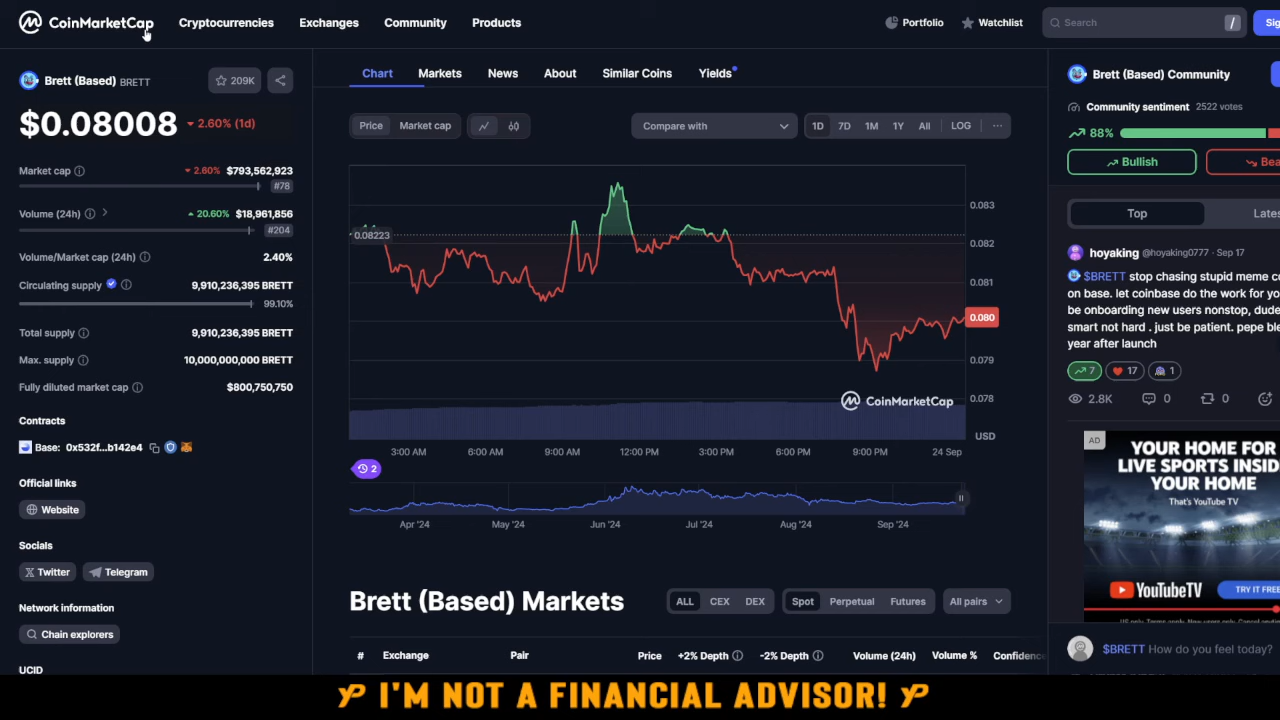 CoinMarketCap
Cryptocurrencies
Exchanges
Community
Products
Portfolio
Watchlist
Search
/
Brett (Based) BRETT
209K
$0.08008
2.60% (1d)
Market cap
2.60% $793,562,923
#78
Volume (24h)
20.60% $18,961,856
#204
Volume/Market cap (24h)
2.40%
Circulating supply
9,910,236,395 BRETT
99.10%
Total supply
9,910,236,395 BRETT
Max. supply
10,000,000,000 BRETT
Fully diluted market cap
$800,750,750
Contracts
Base: 0x532f...b142e4
Official links
Website
Socials
Twitter
Telegram
Network information
Chain explorers
UCID
Chart
Markets
News
About
Similar Coins
Yields
Price
Market cap
Compare with
1D
7D
1M
1Y
All
LOG
...
0.08223
0.083
0.082
0.081
0.080
0.079
0.078
CoinMarketCap
USD
3:00 AM
6:00 AM
9:00 AM
12:00 PM
3:00 PM
6:00 PM
9:00 PM
24 Sep
2
Apr '24
May '24
Jun '24
Jul '24
Aug '24
Sep '24
Brett (Based) Markets
ALL
CEX
DEX
Spot
Perpetual
Futures
All pairs
#
Exchange
Pair
Price
+2% Depth
-2% Depth
Volume (24h)
Volume %
Confidence
Brett (Based) Community
Community sentiment 2522 votes
88%
Bullish
Top
hoyaking @hoyaking0777 · Sep 17
$BRETT stop chasing stupid meme
on base. let coinbase do the work for
be onboarding new users nonstop,
smart not hard . just be patient. pepe
year after launch
7
17
1
2.8K
0
0
AD
YOUR HOME FOR
LIVE SPORTS
YOUR HOME
That's YouTube TV
YouTubeTV
TRY IT
$BRETT How do you feel today?
I'M NOT A FINANCIAL ADVISOR!